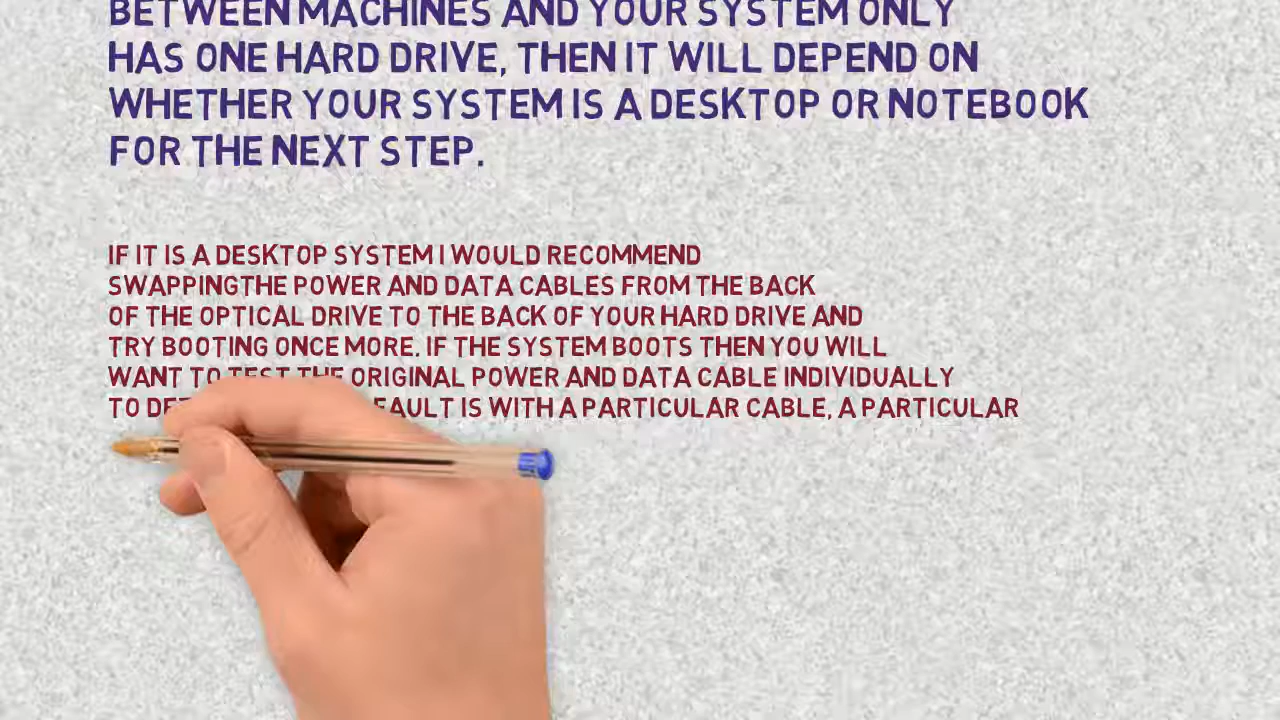 BETWEEN MACHINES AND YOUR SYSTEM ONLY
HAS ONE HARD DRIVE, THEN IT WILL DEPEND ON
WHETHER YOUR SYSTEM IS A DESKTOP OR NOTEBOOK
FOR THE NEXT STEP.
IF IT IS A DESKTOP SYSTEM I WOULD RECOMMEND
SWAPPINGTHE POWER AND DATA CABLES FROM THE BACK
OF THE OPTICAL DRIVE TO THE BACK OF YOUR HARD DRIVE AND
TRY BOOTING ONCE MORE. IF THE SYSTEM BOOTS THEN YOU WILL
WANT TO TEST THE ORIGINAL POWER AND DATA CABLE INDIVIDUALLY
TO FAULT IS WITH A PARTICULAR CABLE, A PARTICULAR